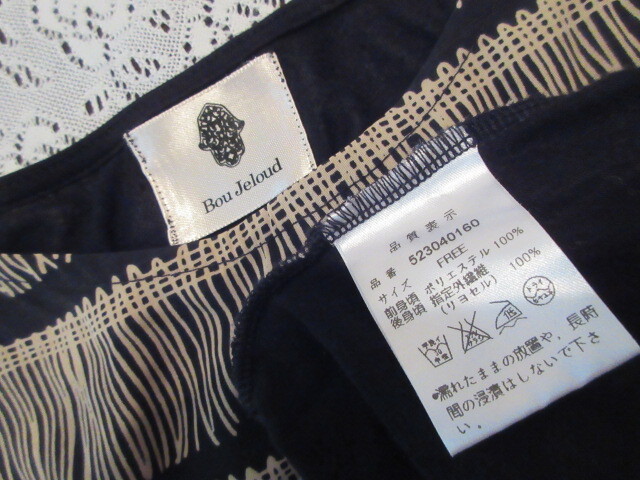 Bou Jeloud
品質表示
品番 523040160
サイズ FREE
前身頃 ポリエステル 100%
後身頃 指定外繊維 100%
(リヨセル)
•濡れたままの放置や、長時
間の浸漬はしないで下さ
い。